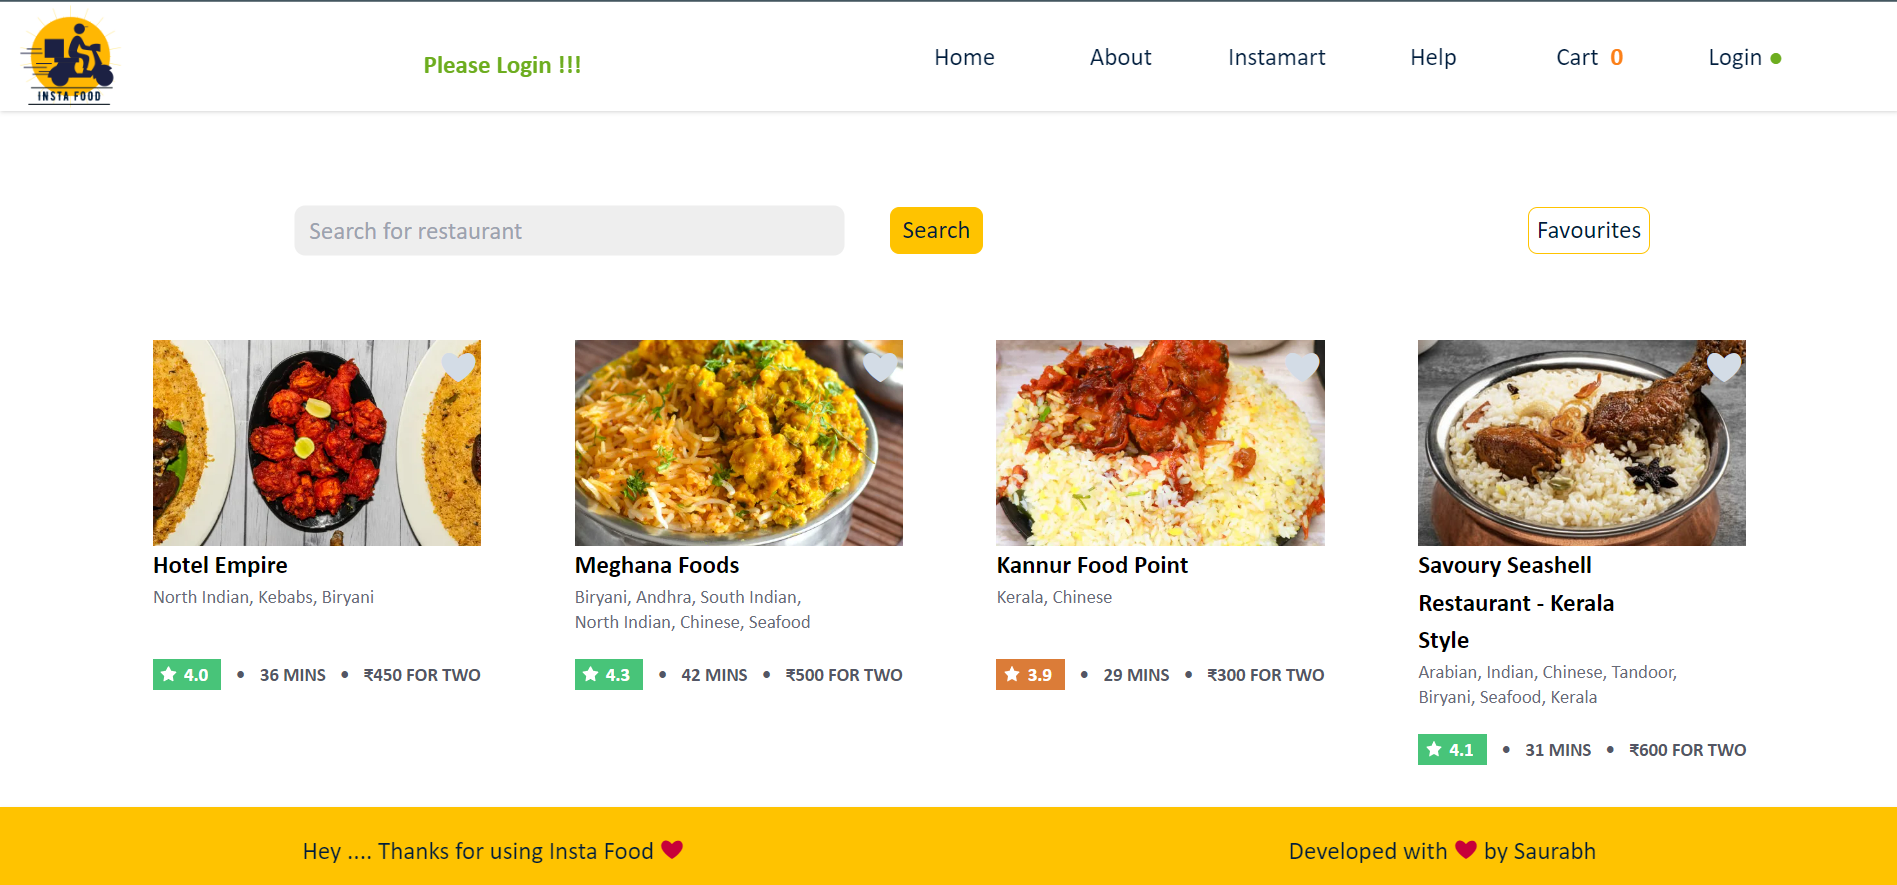 INSTA FOOD
Please Login !!!
Home
About
Instamart
Help
Cart 0
Login
Search for restaurant
Search
Favourites
Hotel Empire
North Indian, Kebabs, Biryani
4.0 • 36 MINS • ₹450 FOR TWO
Meghana Foods
Biryani, Andhra, South Indian,
North Indian, Chinese, Seafood
4.3 • 42 MINS • ₹500 FOR TWO
Kannur Food Point
Kerala, Chinese
3.9 • 29 MINS • ₹300 FOR TWO
Savoury Seashell
Restaurant - Kerala
Style
Arabian, Indian, Chinese, Tandoor,
Biryani, Seafood, Kerala
4.1 • 31 MINS • ₹600 FOR TWO
Hey .... Thanks for using Insta Food ❤
Developed with ❤ by Saurabh